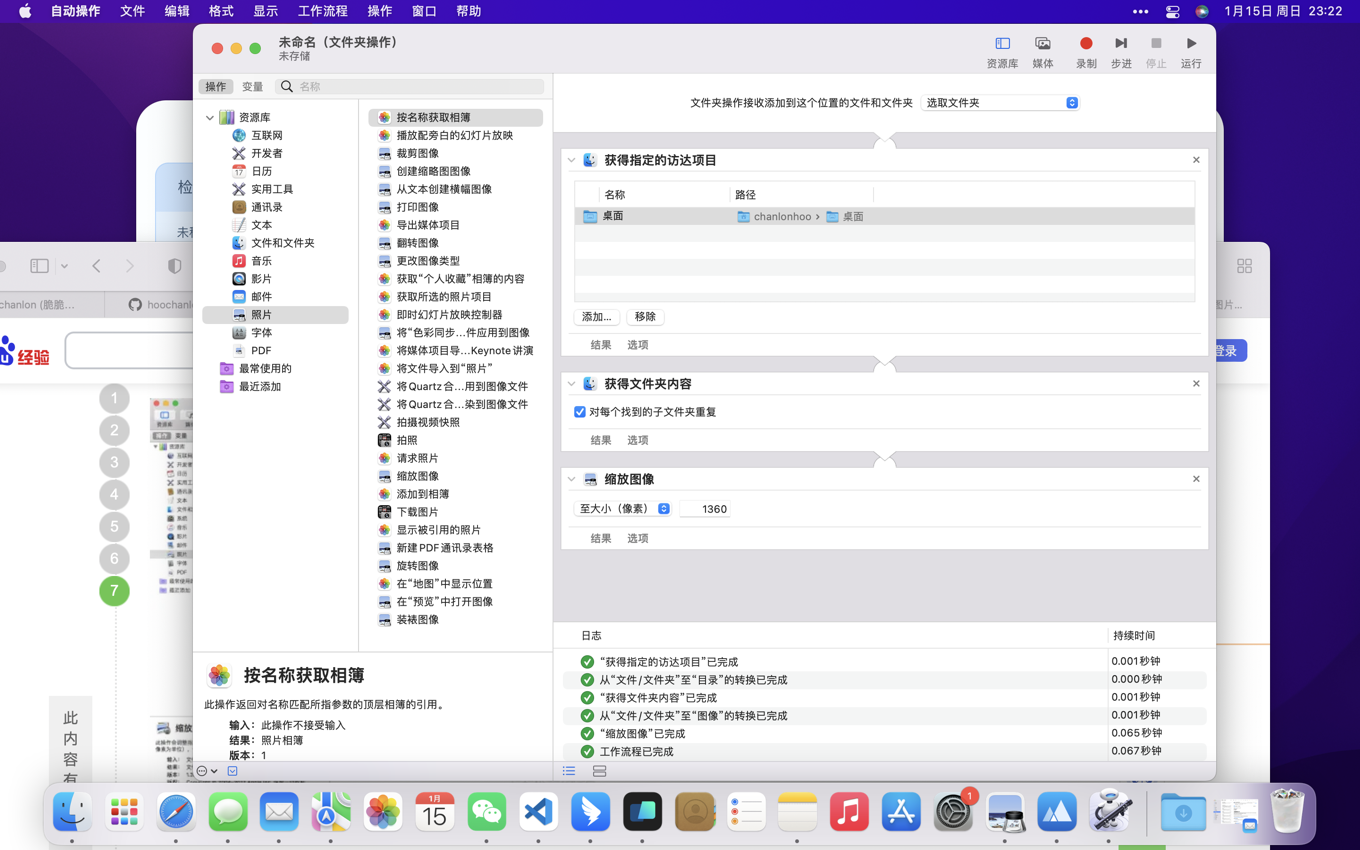 自动操作 文件 编辑 格式 显示 工作流程 操作 窗口 帮助
1月15日 周日 23:22
未命名（文件夹操作）
未存储
资源库 媒体 录制 步进 停止 运行
操作 变量 名称
资源库
互联网
开发者
日历
实用工具
通讯录
文本
文件和文件夹
音乐
影片
邮件
照片
字体
PDF
最常使用的
最近添加
按名称获取相簿
播放配旁白的幻灯片放映
裁剪图像
创建缩略图图像
从文本创建横幅图像
打印图像
导出媒体项目
翻转图像
更改图像类型
获取“个人收藏”相簿的内容
获取所选的照片项目
即时幻灯片放映控制器
将“色彩同步…件应用到图像
将媒体项目导…Keynote 讲演
将文件导入到“照片”
将 Quartz 合…用到图像文件
将 Quartz 合…染到图像文件
拍摄视频快照
拍照
请求照片
缩放图像
添加到相簿
下载图片
显示被引用的照片
新建 PDF 通讯录表格
旋转图像
在“地图”中显示位置
在“预览”中打开图像
装裱图像
按名称获取相簿
此操作返回对名称匹配所指参数的顶层相簿的引用。
输入：此操作不接受输入
结果：照片相簿
版本：1
文件夹操作接收添加到这个位置的文件和文件夹 选取文件夹
获得指定的访达项目
名称 路径
桌面 chanlonhoo › 桌面
添加... 移除
结果 选项
获得文件夹内容
对每个找到的子文件夹重复
结果 选项
缩放图像
至大小（像素） 1360
结果 选项
日志 持续时间
“获得指定的访达项目”已完成 0.001秒钟
从“文件/文件夹”至“目录”的转换已完成 0.000秒钟
“获得文件夹内容”已完成 0.001秒钟
从“文件/文件夹”至“图像”的转换已完成 0.001秒钟
“缩放图像”已完成 0.065秒钟
工作流程已完成 0.067秒钟
chanlon (脆脆...
hoochanl
图片...
经验
登录
1
2
3
4
5
6
7
此
内
容
有
1月
15
1